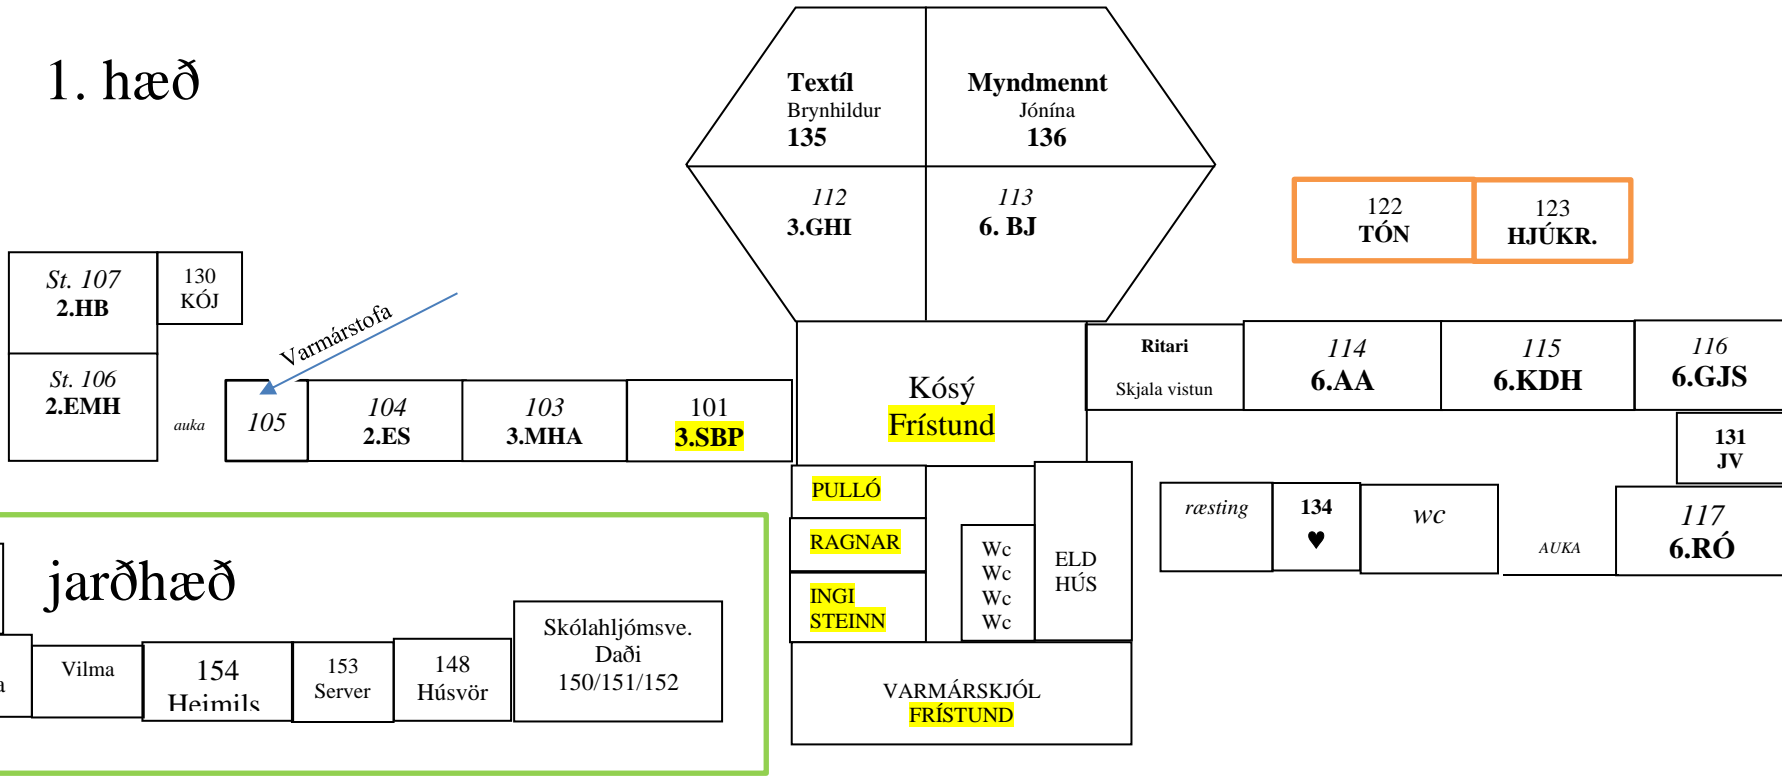 1. hæð
Textíl
Brynhildur
135
Myndmennt
Jónína
136
112
3.GHI
113
6. BJ
122
TÓN
123
HJÚKR.
St. 107
2.HB
130
KÓJ
Varmárstofa
St. 106
2.EMH
auka
105
104
2.ES
103
3.MHA
101
3.SBP
Kósý
Frístund
Ritari
Skjala vistun
114
6.AA
115
6.KDH
116
6.GJS
131
JV
PULLÓ
RAGNAR
INGI
STEINN
Wc
Wc
Wc
Wc
ELD
HÚS
ræsting
134
♥
wc
AUKA
117
6.RÓ
VARMÁRSKJÓL
FRÍSTUND
jarðhæð
a
Vilma
154
Heimils
153
Server
148
Húsvör
Skólahljómsve.
Daði
150/151/152